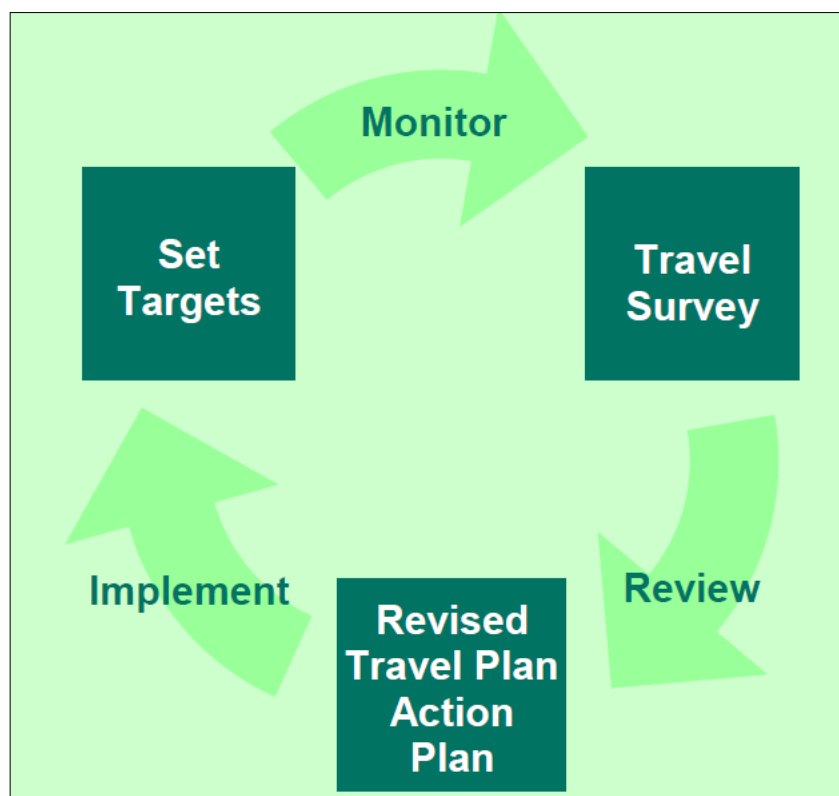 Monitor
Set
Targets
Travel
Survey
Implement
Review
Revised
Travel Plan
Action
Plan